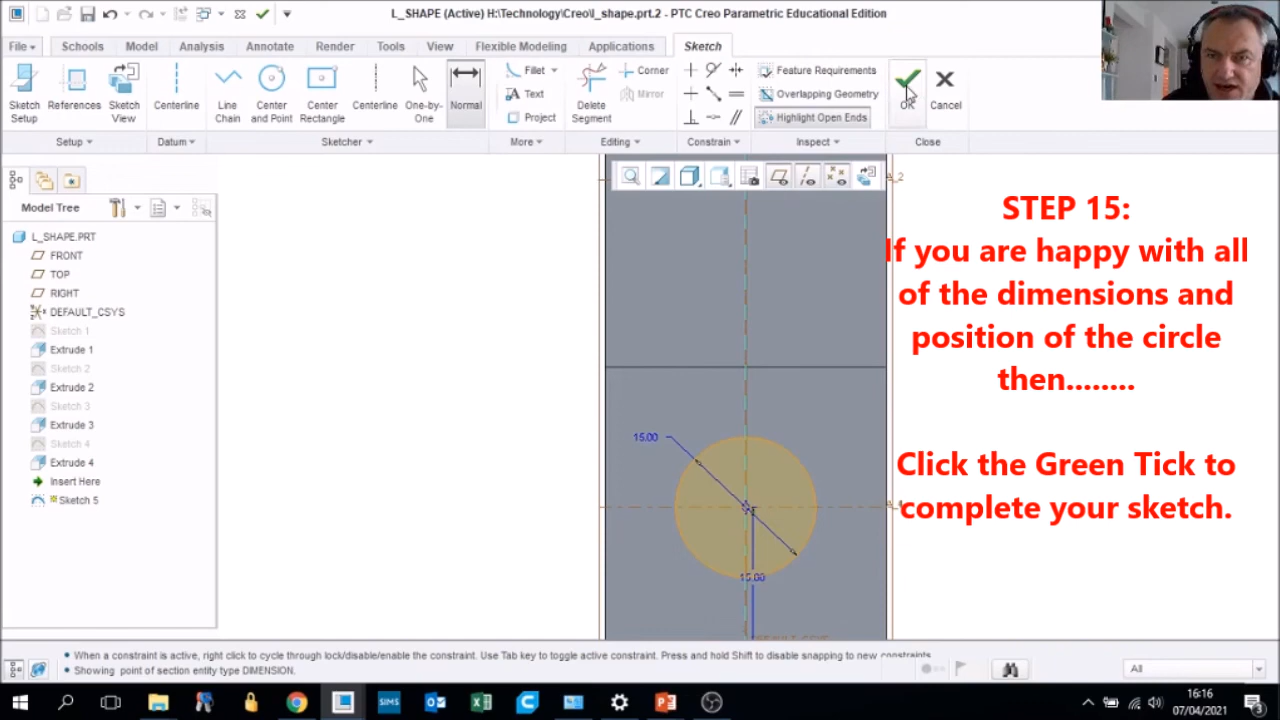 L_SHAPE (Active) H:\Technology\Creo\l_shape.prt.2 - PTC Creo Parametric Educational Edition
File Schools Model Analysis Annotate Render Tools View Flexible Modeling Applications Sketch
Sketch Setup References Sketch View Centerline Line Chain Center and Point Center Rectangle Centerline One-by-One Normal Fillet Text Project Delete Segment Corner Mirror Feature Requirements Overlapping Geometry Highlight Open Ends OK Cancel
Setup Datum Sketcher More Editing Constrain Inspect Close
Model Tree
L_SHAPE.PRT
FRONT
TOP
RIGHT
DEFAULT_CSYS
Sketch 1
Extrude 1
Sketch 2
Extrude 2
Sketch 3
Extrude 3
Sketch 4
Extrude 4
Insert Here
Sketch 5
15.00
15.00
STEP 15:
If you are happy with all
of the dimensions and
position of the circle
then........
Click the Green Tick to
complete your sketch.
When a constraint is active, right click to cycle through lock/disable/enable the constraint. Use Tab key to toggle active constraint. Press and hold Shift to disable snapping to new constraints.
Showing point of section entity type DIMENSION.
All
SIMS
16:16
07/04/2021
3